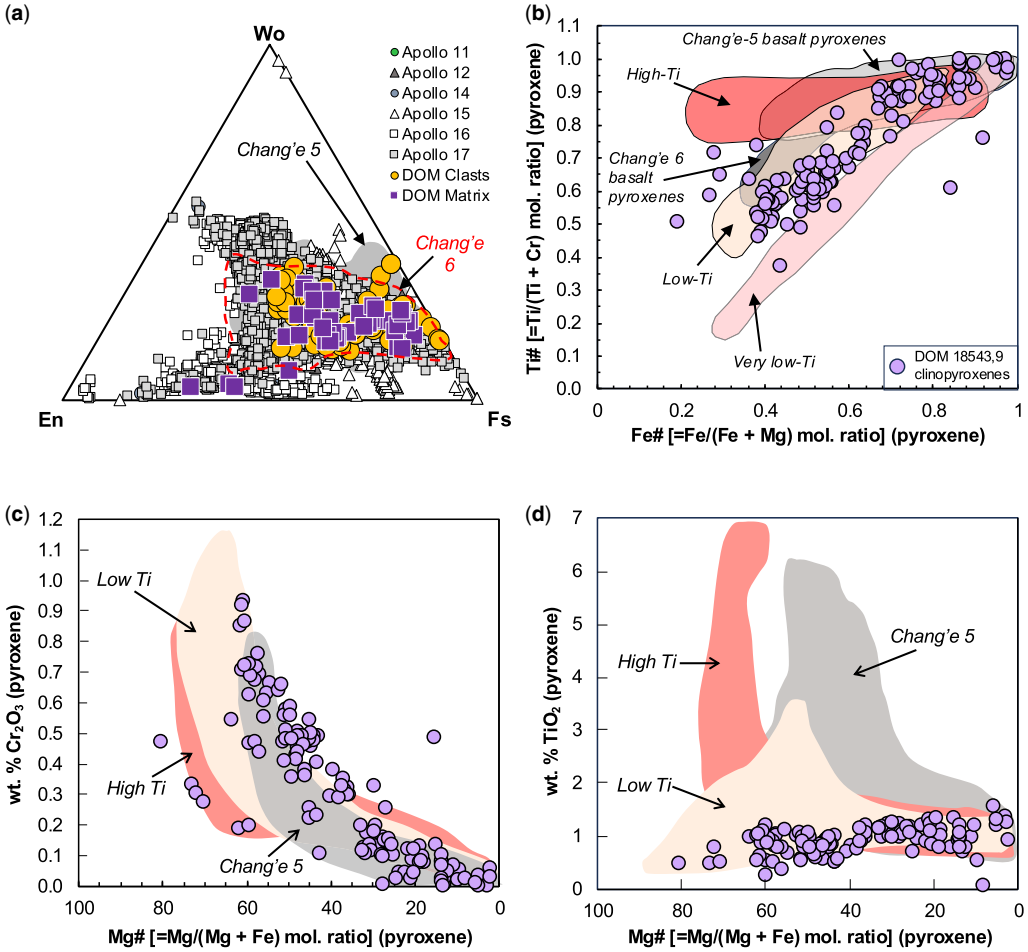 (a)
Wo
Apollo 11
Apollo 12
Apollo 14
Apollo 15
Apollo 16
Apollo 17
DOM Clasts
DOM Matrix
Chang'e 5
Chang'e
6
En
Fs
(b)
Ti# [=Ti/(Ti + Cr) mol. ratio] (pyroxene)
1.1
1.0
0.9
0.8
0.7
0.6
0.5
0.4
0.3
0.2
0.1
0.0
Chang'e-5 basalt pyroxenes
High-Ti
Chang'e 6
basalt
pyroxenes
Low-Ti
Very low-Ti
DOM 18543,9
clinopyroxenes
0
0.2
0.4
0.6
0.8
1
Fe# [=Fe/(Fe + Mg) mol. ratio] (pyroxene)
(c)
wt. % Cr₂O₃ (pyroxene)
1.2
1.1
1.0
0.9
0.8
0.7
0.6
0.5
0.4
0.3
0.2
0.1
0.0
Low Ti
High Ti
Chang'e 5
100
80
60
40
20
0
Mg# [=Mg/(Mg + Fe) mol. ratio] (pyroxene)
(d)
wt. % TiO₂ (pyroxene)
7
6
5
4
3
2
1
0
High Ti
Chang'e 5
Low Ti
100
80
60
40
20
0
Mg# [=Mg/(Mg + Fe) mol. ratio] (pyroxene)